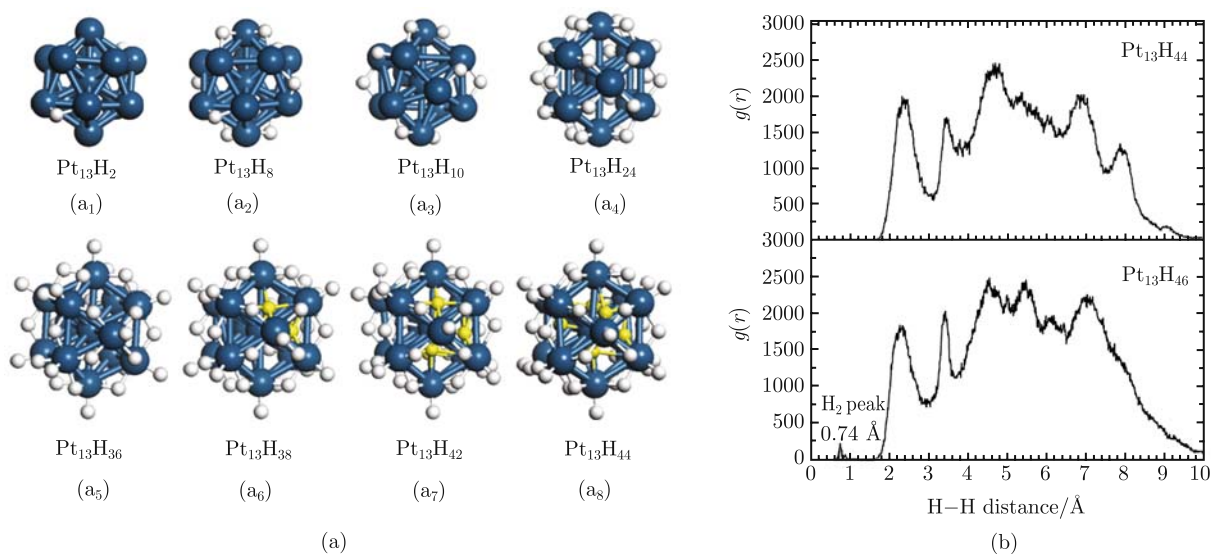 Pt₁₃H₂ Pt₁₃H₈ Pt₁₃H₁₀ Pt₁₃H₂₄
(a₁) (a₂) (a₃) (a₄)
Pt₁₃H₃₆ Pt₁₃H₃₈ Pt₁₃H₄₂ Pt₁₃H₄₄
(a₅) (a₆) (a₇) (a₈)
(a)
3000
2500
2000
1500
1000
500
g(r)
Pt₁₃H₄₄
3000
2500
2000
1500
1000
500
0
g(r)
Pt₁₃H₄₆
H₂ peak
0.74 Å
0 1 2 3 4 5 6 7 8 9 10
H−H distance/Å
(b)